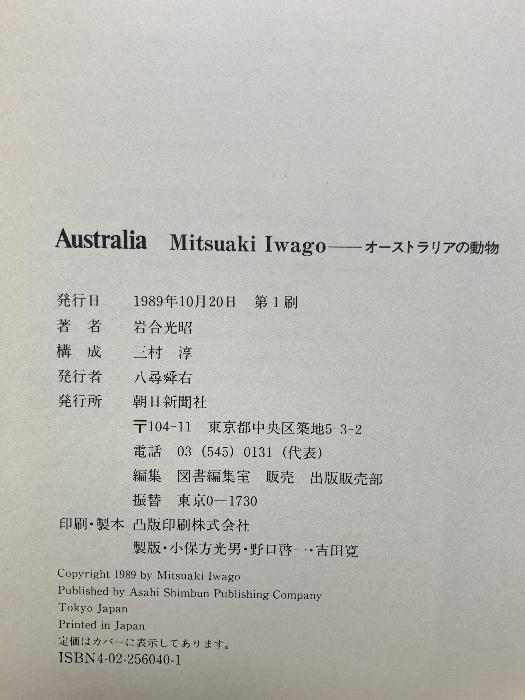 Australia Mitsuaki Iwago――オーストラリアの動物
発行日 1989年10月20日 第1刷
著者 岩合光昭
構成 三村 淳
発行者 八尋舜右
発行所 朝日新聞社
〒104-11 東京都中央区築地5-3-2
電話 03 (545) 0131 (代表)
編集 図書編集室 販売 出版販売部
振替 東京0―1730
印刷・製本 凸版印刷株式会社
製版・小保方光男・野口啓一・吉田寛
Copyright 1989 by Mitsuaki Iwago
Published by Asahi Shimbun Publishing Company
Tokyo Japan
Printed in Japan
定価はカバーに表示してあります。
ISBN4-02-256040-1